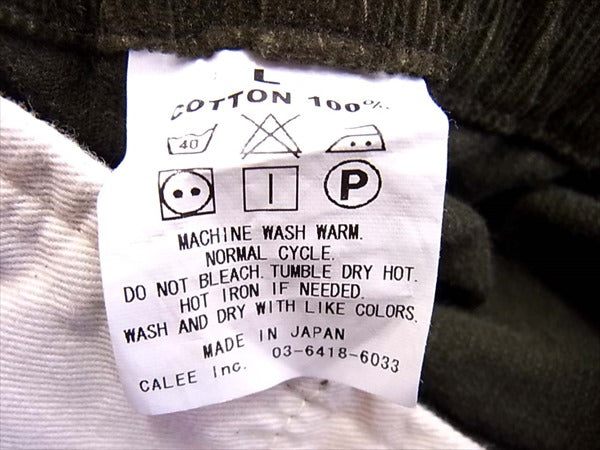 L
COTTON 100%
40
P
MACHINE WASH WARM.
NORMAL CYCLE.
DO NOT BLEACH. TUMBLE DRY HOT.
HOT IRON IF NEEDED.
WASH AND DRY WITH LIKE COLORS.
MADE IN JAPAN
CALEE Inc. 03-6418-6033